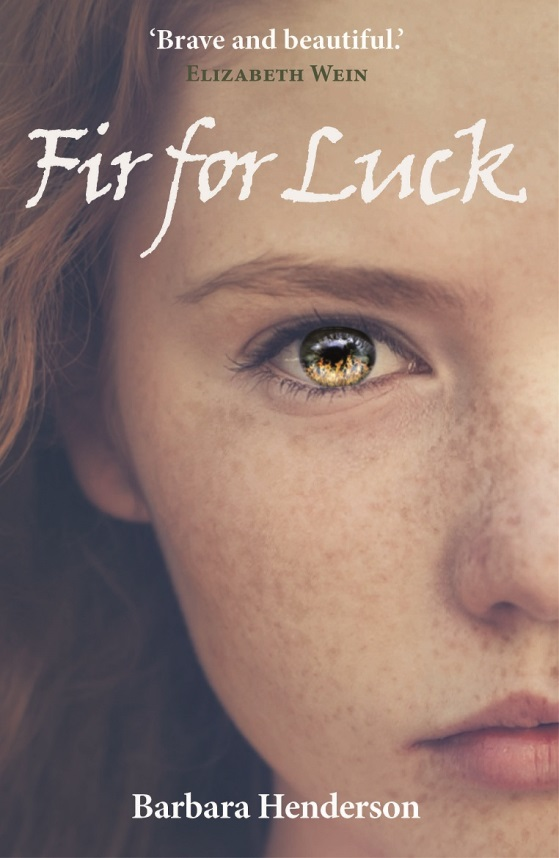 ‘Brave and beautiful.’
Elizabeth Wein
Fir for Luck
Barbara Henderson